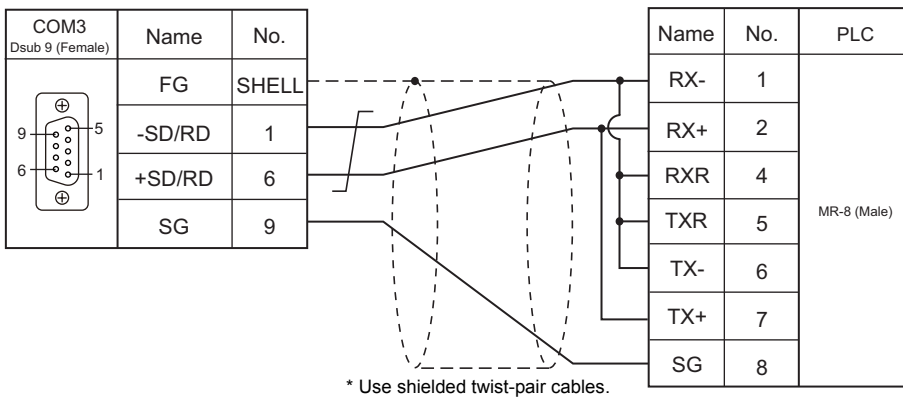 COM3
Dsub 9 (Female)
Name No.
FG SHELL
-SD/RD 1
+SD/RD 6
SG 9
9 5
6 1
Name No. PLC
RX- 1
RX+ 2
RXR 4
TXR 5
TX- 6
TX+ 7
SG 8
MR-8 (Male)
* Use shielded twist-pair cables.